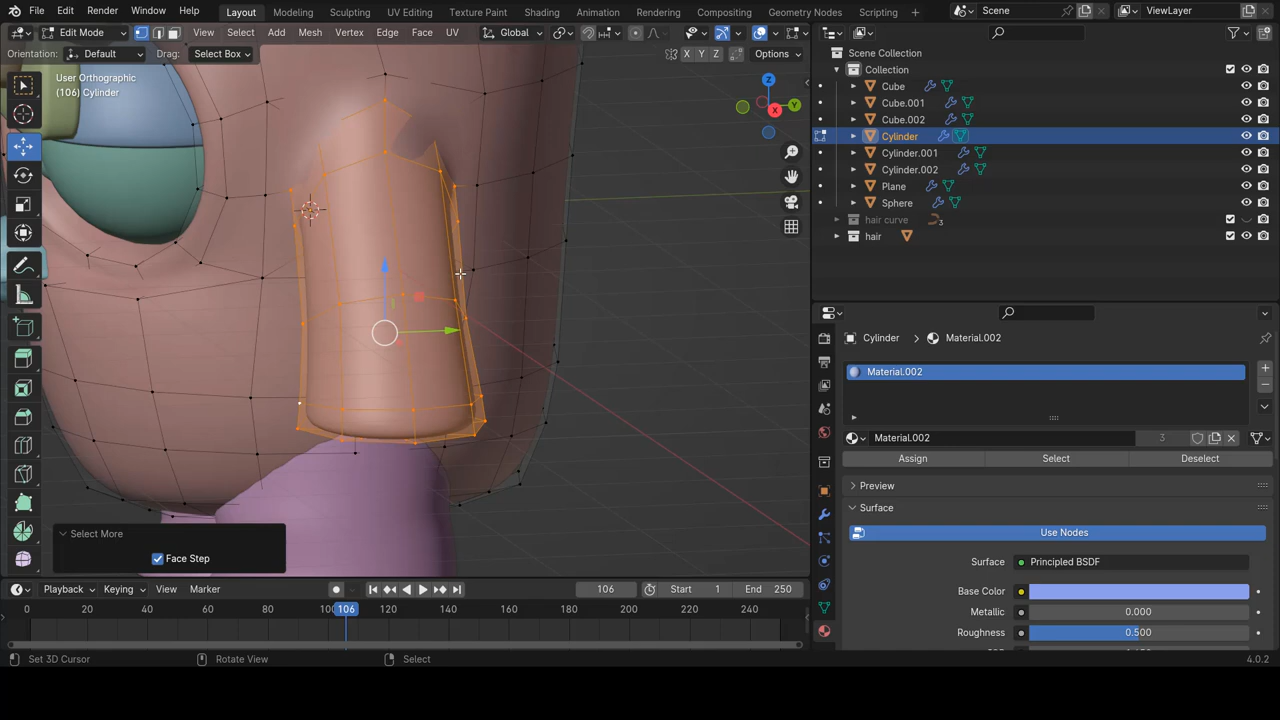 File Edit Render Window Help Layout Modeling Sculpting UV Editing Texture Paint Shading Animation Rendering Compositing Geometry Nodes Scripting Scene ViewLayer
Edit Mode View Select Add Mesh Vertex Edge Face UV Global
Orientation: Default Drag: Select Box X Y Z Options
User Orthographic
(106) Cylinder
Z
Y
X
Select More
Face Step
Scene Collection
Collection
Cube
Cube.001
Cube.002
Cylinder
Cylinder.001
Cylinder.002
Plane
Sphere
hair curve 3
hair
Cylinder > Material.002
Material.002
Material.002 3
Assign Select Deselect
Preview
Surface
Use Nodes
Surface Principled BSDF
Base Color
Metallic 0.000
Roughness 0.500
Playback Keying View Marker 106 Start 1 End 250
0 20 40 60 80 106 120 140 160 180 200 220 240
Set 3D Cursor Rotate View Select 4.0.2